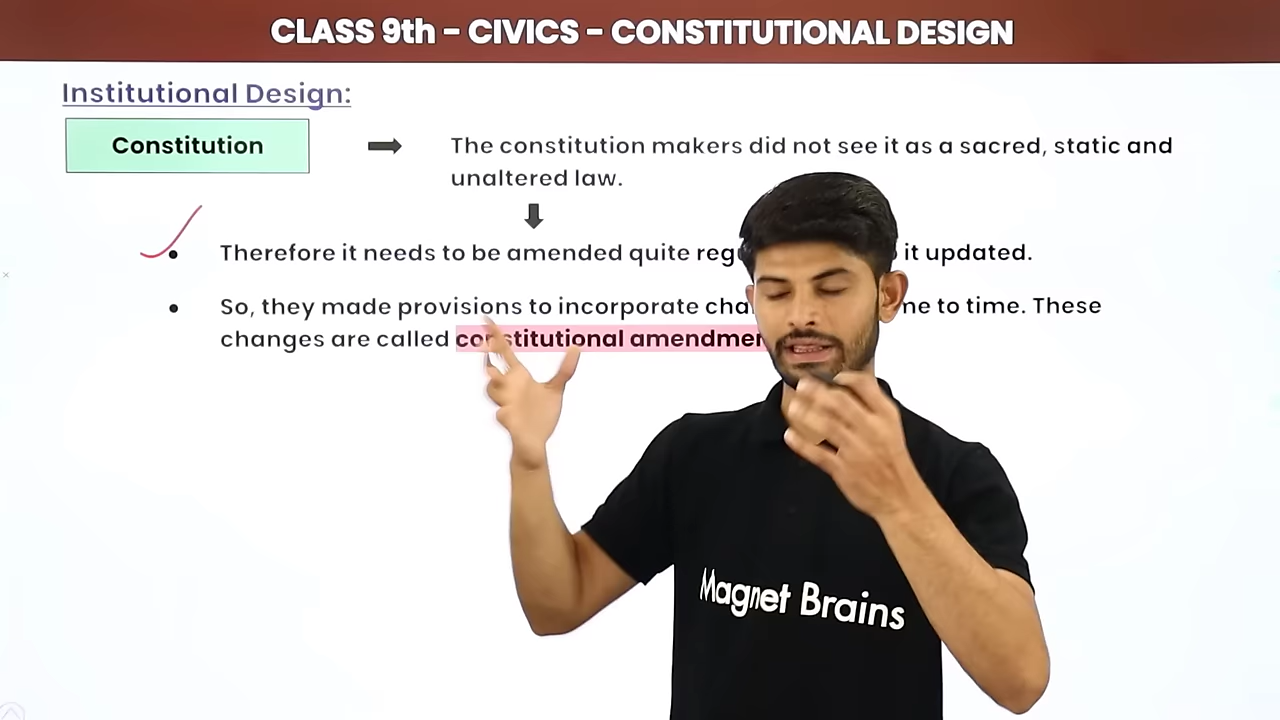 CLASS 9th – CIVICS – CONSTITUTIONAL DESIGN
Institutional Design:
Constitution
The constitution makers did not see it as a sacred, static and
unaltered law.
Therefore it needs to be amended quite it updated.
So, they made provisions to incorporate to time. These
changes are called constitutional
Magnet Brains